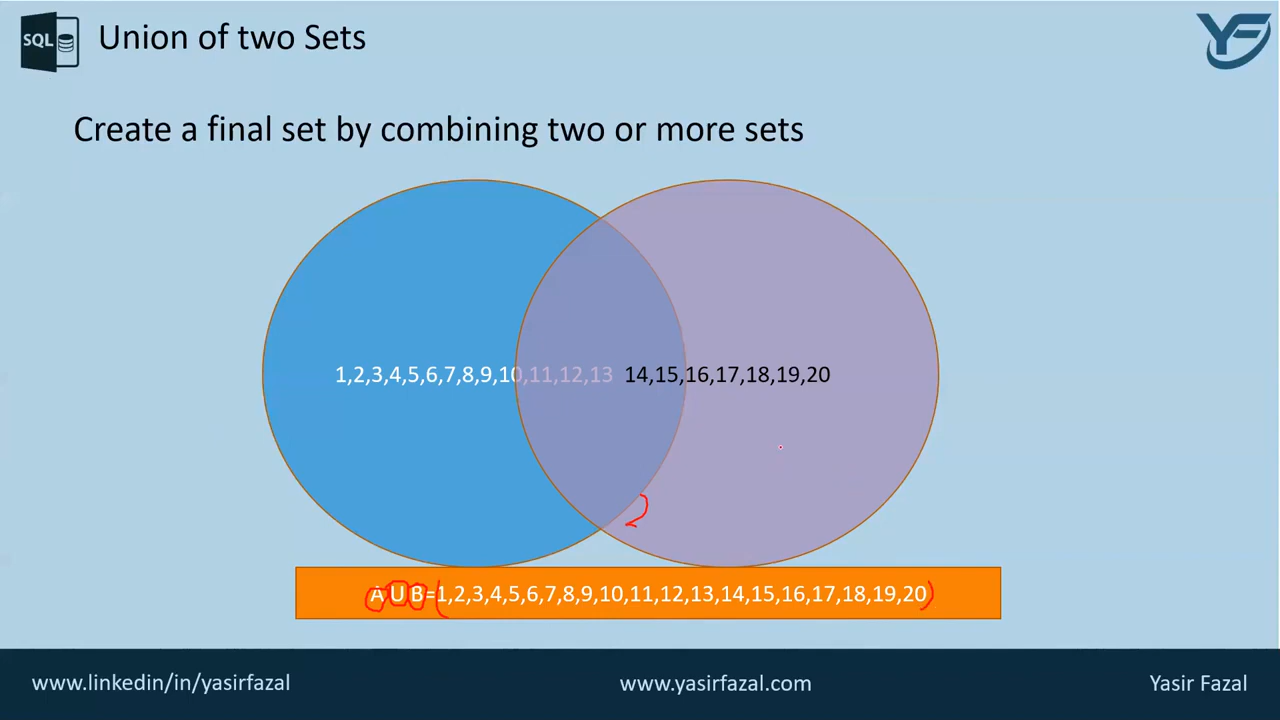 SQL
Union of two Sets
YF
Create a final set by combining two or more sets
1,2,3,4,5,6,7,8,9,10,11,12,13 14,15,16,17,18,19,20
2
A U B=1,2,3,4,5,6,7,8,9,10,11,12,13,14,15,16,17,18,19,20
www.linkedin/in/yasirfazal www.yasirfazal.com Yasir Fazal